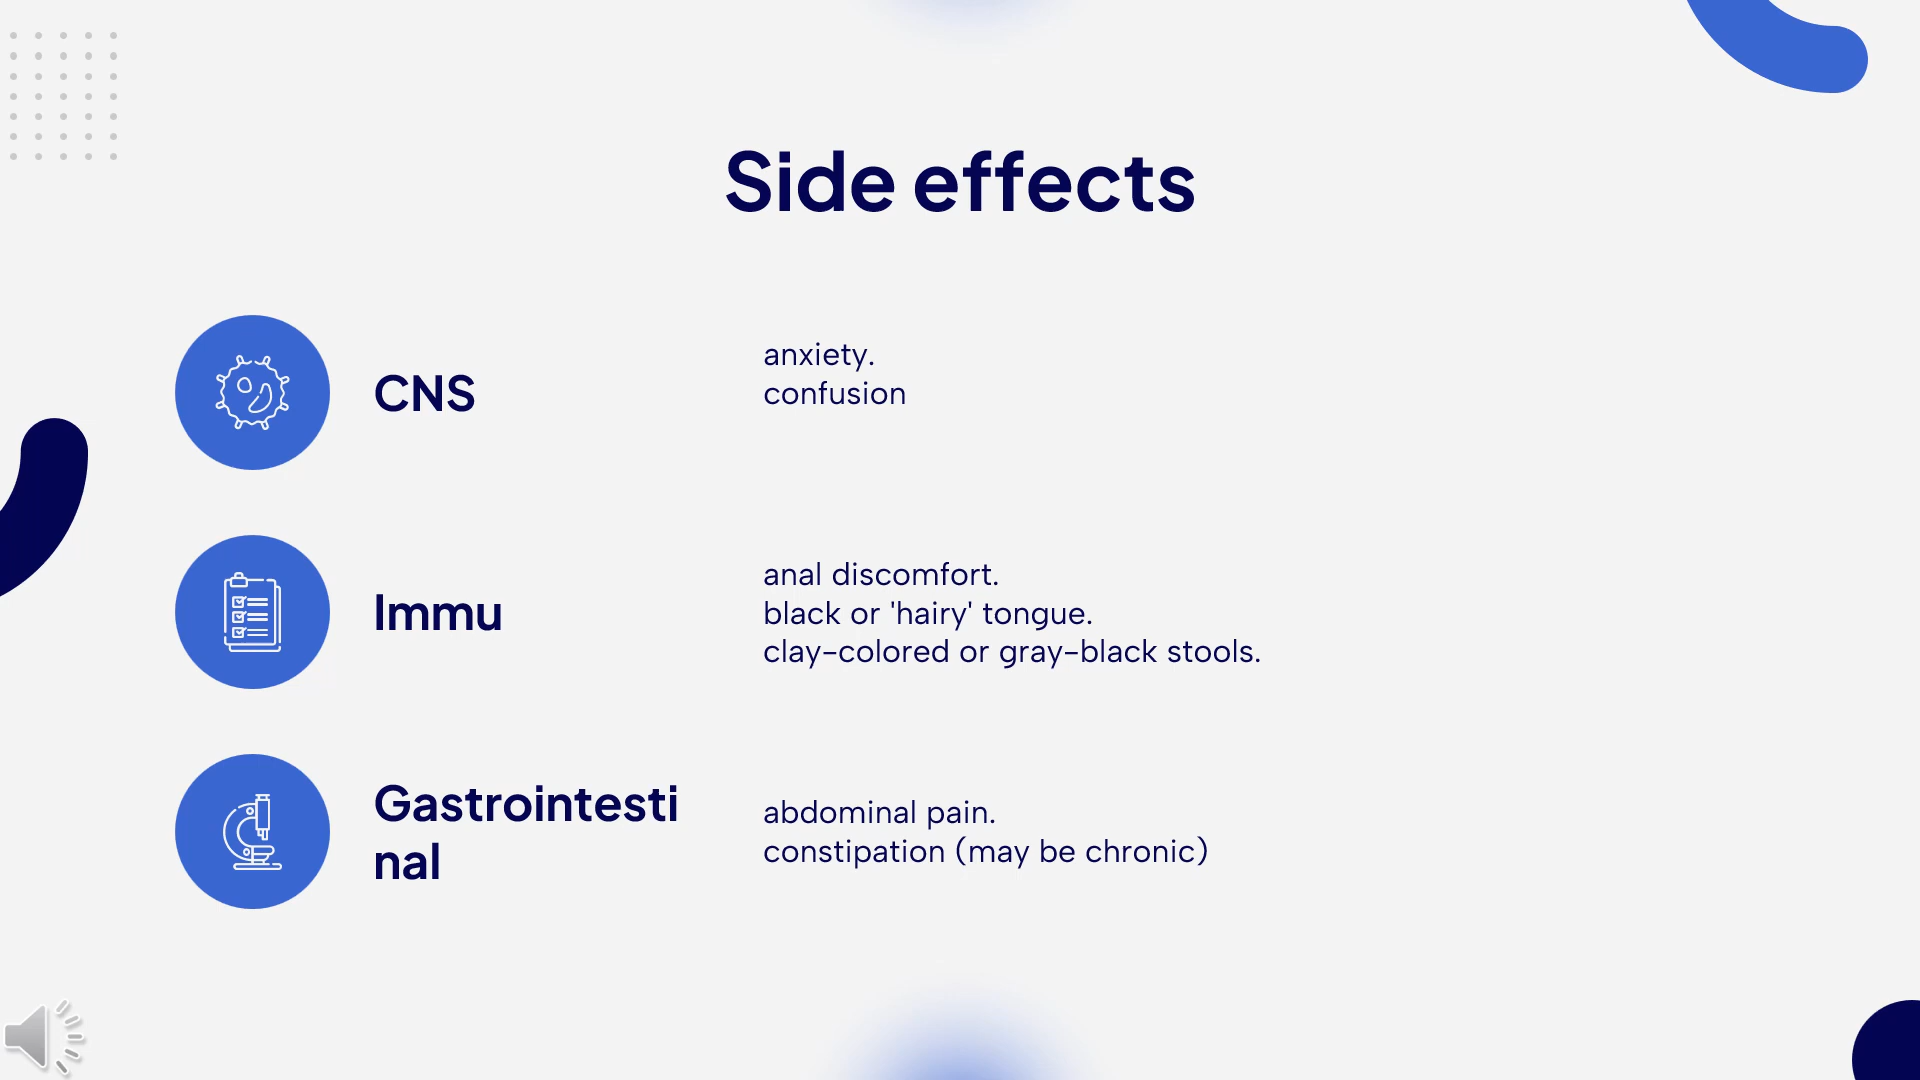 Side effects
CNS
anxiety.
confusion
Immu
anal discomfort.
black or 'hairy' tongue.
clay-colored or gray-black stools.
Gastrointesti
nal
abdominal pain.
constipation (may be chronic)